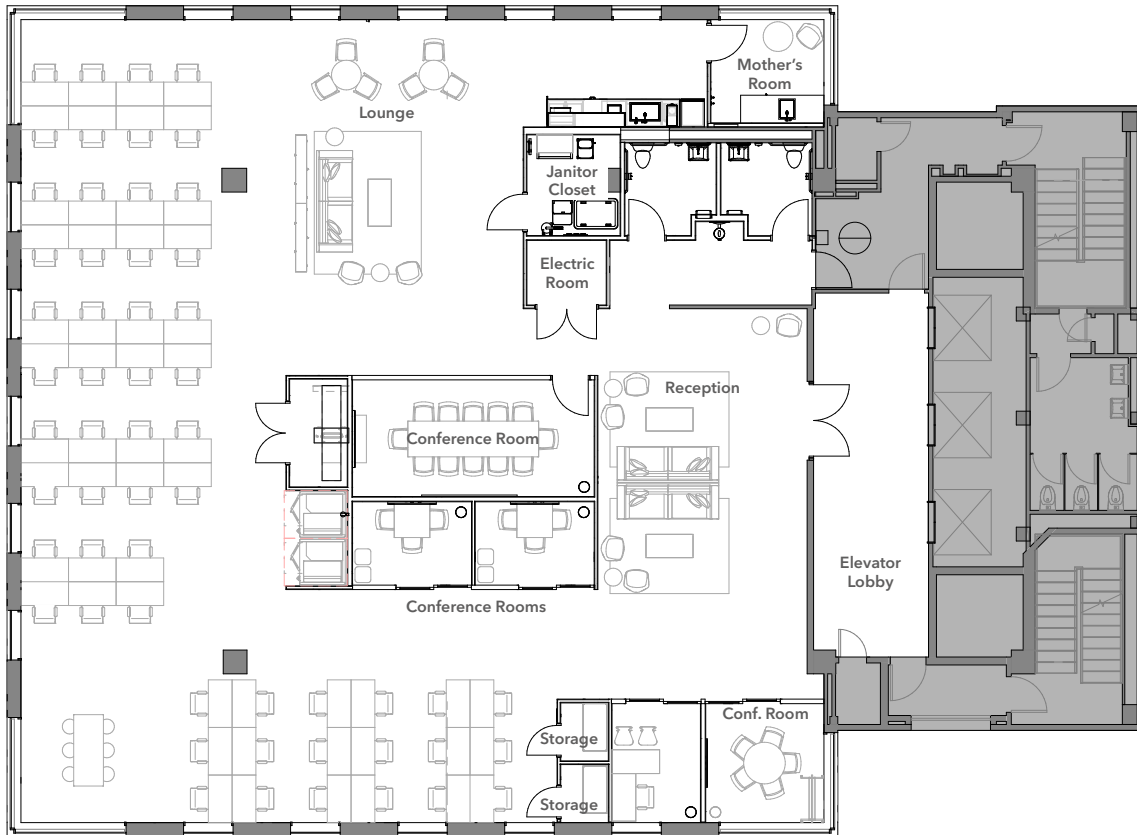 Mother's
Room
Lounge
Janitor
Closet
Electric
Room
Reception
Conference Room
Elevator
Lobby
Conference Rooms
Conf. Room
Storage
Storage